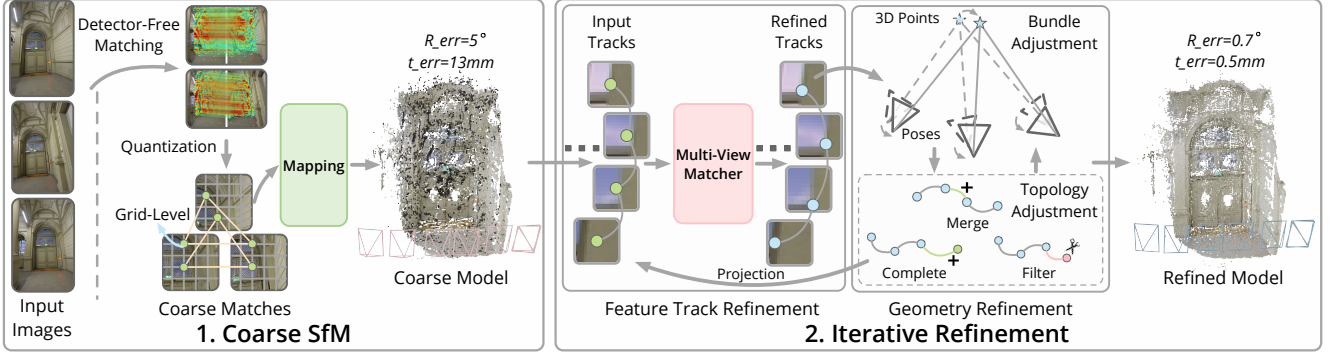 Detector-Free
Matching
Quantization
Grid-Level
Input
Images
Coarse Matches
Mapping
R_err=5°
t_err=13mm
Coarse Model
1. Coarse SfM
Input
Tracks
Refined
Tracks
Multi-View
Matcher
Projection
Feature Track Refinement
3D Points
Bundle
Adjustment
Poses
Topology
Adjustment
Merge
Complete
Filter
Geometry Refinement
R_err=0.7°
t_err=0.5mm
Refined Model
2. Iterative Refinement